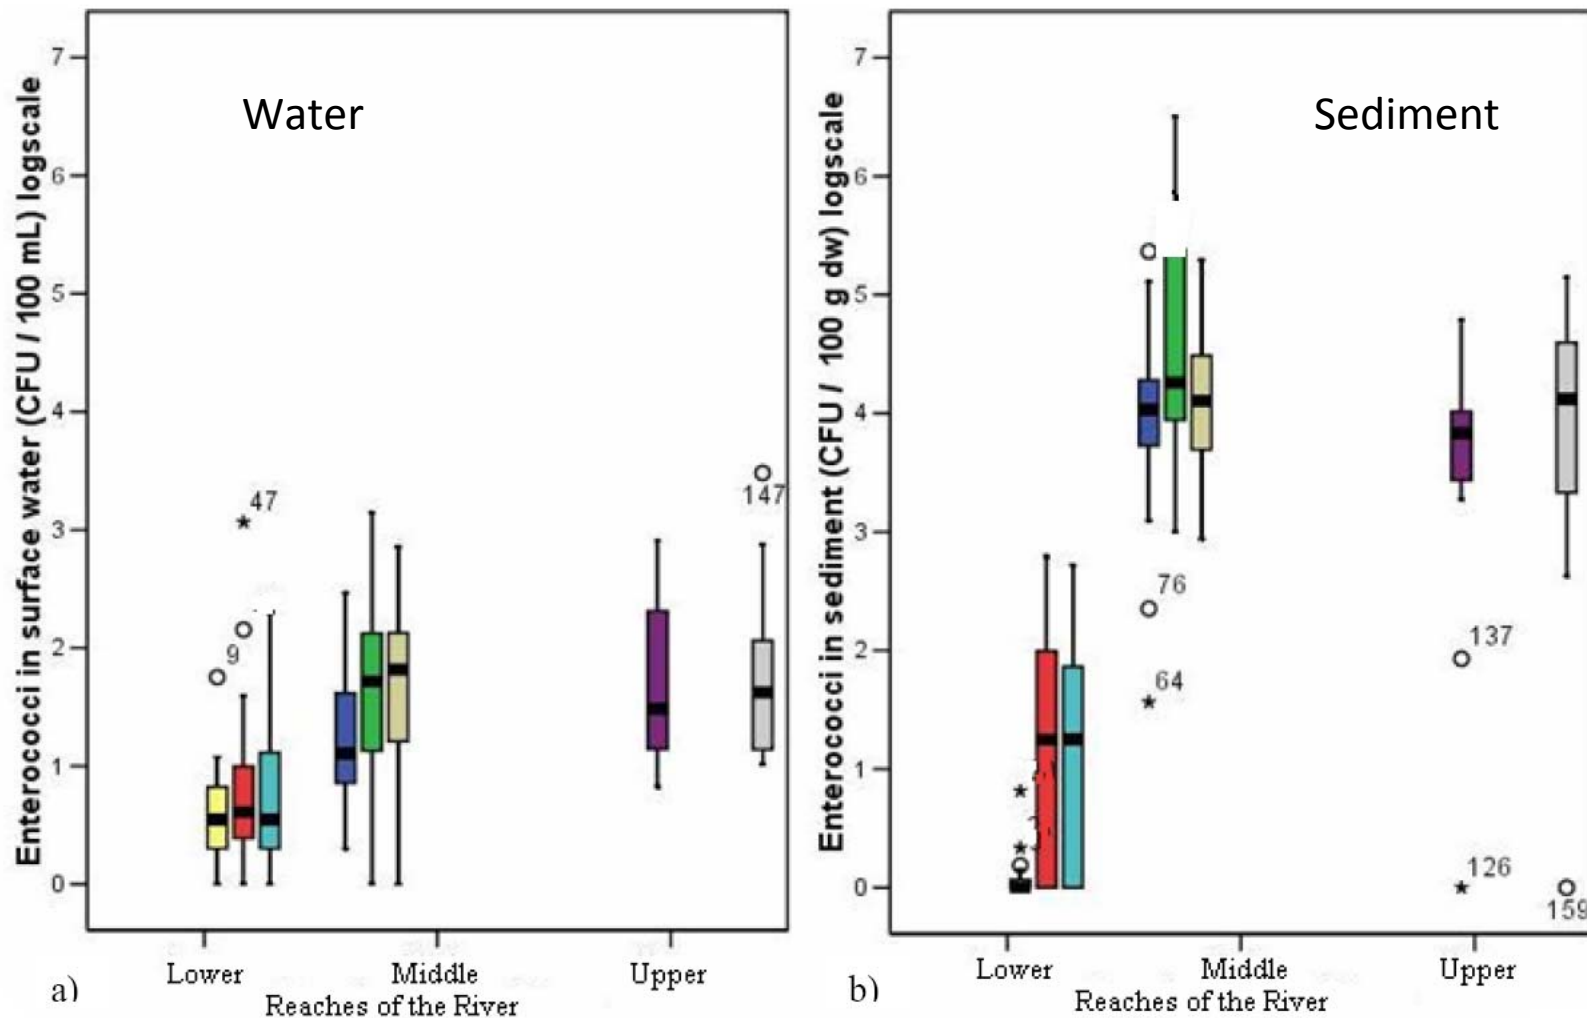 Enterococci in surface water (CFU / 100 mL) logscale
7
6
5
4
3
2
1
0
Water
47
9
147
Lower Middle Upper
Reaches of the River
a)
Enterococci in sediment (CFU / 100 g dw) logscale
7
6
5
4
3
2
1
0
Sediment
76
64
137
126
159
Lower Middle Upper
Reaches of the River
b)